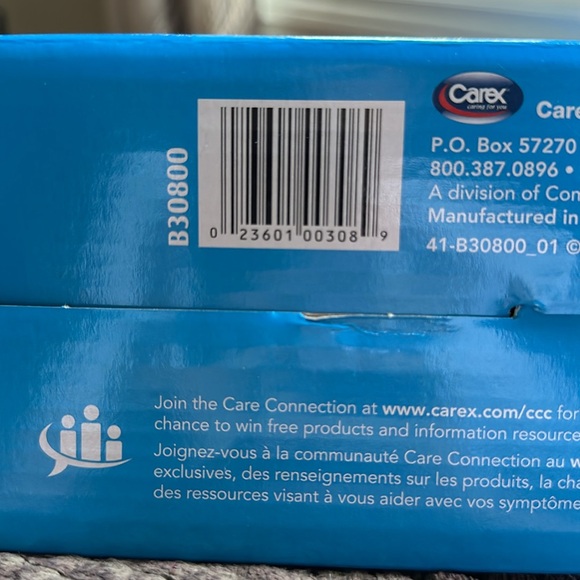 B30800
0 23601 00308 9
Carex
caring for you
Care
P.O. Box 57270
800.387.0896 •
A division of Com
Manufactured in
41-B30800_01 ©
Join the Care Connection at www.carex.com/ccc for
chance to win free products and information resource
Joignez-vous à la communauté Care Connection au w
exclusives, des renseignements sur les produits, la cha
des ressources visant à vous aider avec vos symptôme